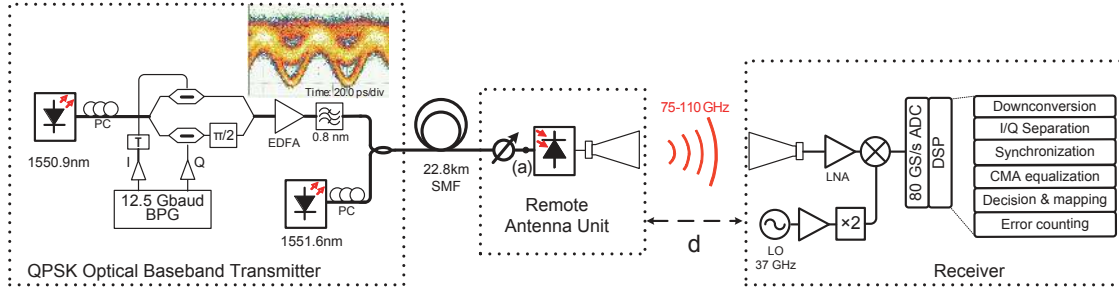 Time: 20.0 ps/div
1550.9nm
PC
T
I
Q
π/2
EDFA
0.8 nm
12.5 Gbaud
BPG
1551.6nm
PC
QPSK Optical Baseband Transmitter
22.8km
SMF
(a)
Remote
Antenna Unit
75-110 GHz
d
LNA
LO
37 GHz
×2
80 GS/s ADC
DSP
Downconversion
I/Q Separation
Synchronization
CMA equalization
Decision & mapping
Error counting
Receiver